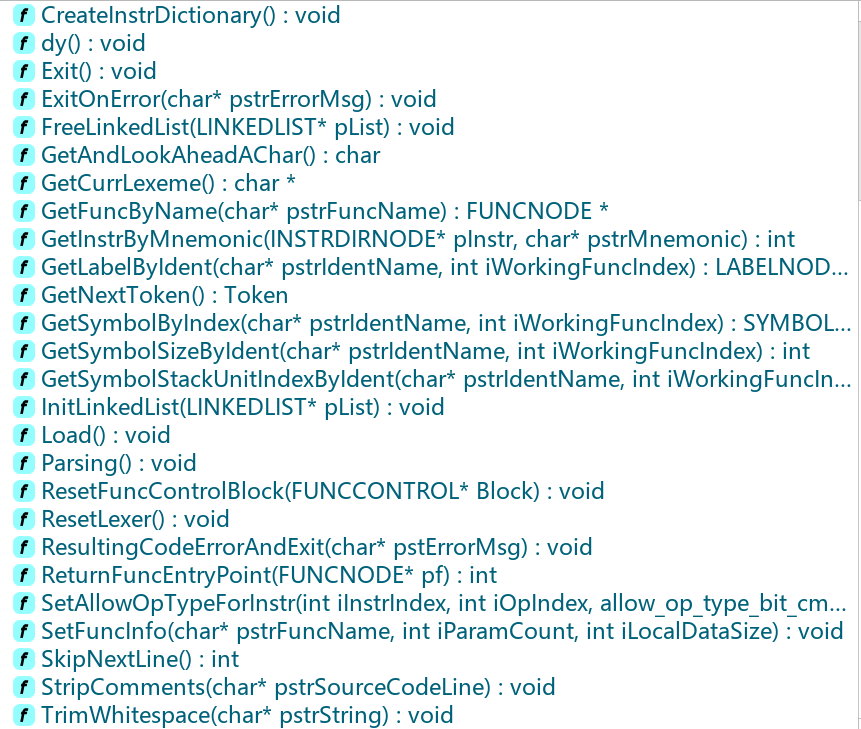 f CreateInstrDictionary() : void
f dy() : void
f Exit() : void
f ExitOnError(char* pstrErrorMsg) : void
f FreeLinkedList(LINKEDLIST* pList) : void
f GetAndLookAheadAChar() : char
f GetCurrLexeme() : char *
f GetFuncByName(char* pstrFuncName) : FUNCNODE *
f GetInstrByMnemonic(INSTRDIRNODE* pInstr, char* pstrMnemonic) : int
f GetLabelByIdent(char* pstrIdentName, int iWorkingFuncIndex) : LABELNOD...
f GetNextToken() : Token
f GetSymbolByIndex(char* pstrIdentName, int iWorkingFuncIndex) : SYMBOL...
f GetSymbolSizeByIdent(char* pstrIdentName, int iWorkingFuncIndex) : int
f GetSymbolStackUnitIndexByIdent(char* pstrIdentName, int iWorkingFuncIn...
f InitLinkedList(LINKEDLIST* pList) : void
f Load() : void
f Parsing() : void
f ResetFuncControlBlock(FUNCCONTROL* Block) : void
f ResetLexer() : void
f ResultingCodeErrorAndExit(char* pstErrorMsg) : void
f ReturnFuncEntryPoint(FUNCNODE* pf) : int
f SetAllowOpTypeForInstr(int iInstrIndex, int iOpIndex, allow_op_type_bit_cm...
f SetFuncInfo(char* pstrFuncName, int iParamCount, int iLocalDataSize) : void
f SkipNextLine() : int
f StripComments(char* pstrSourceCodeLine) : void
f TrimWhitespace(char* pstrString) : void